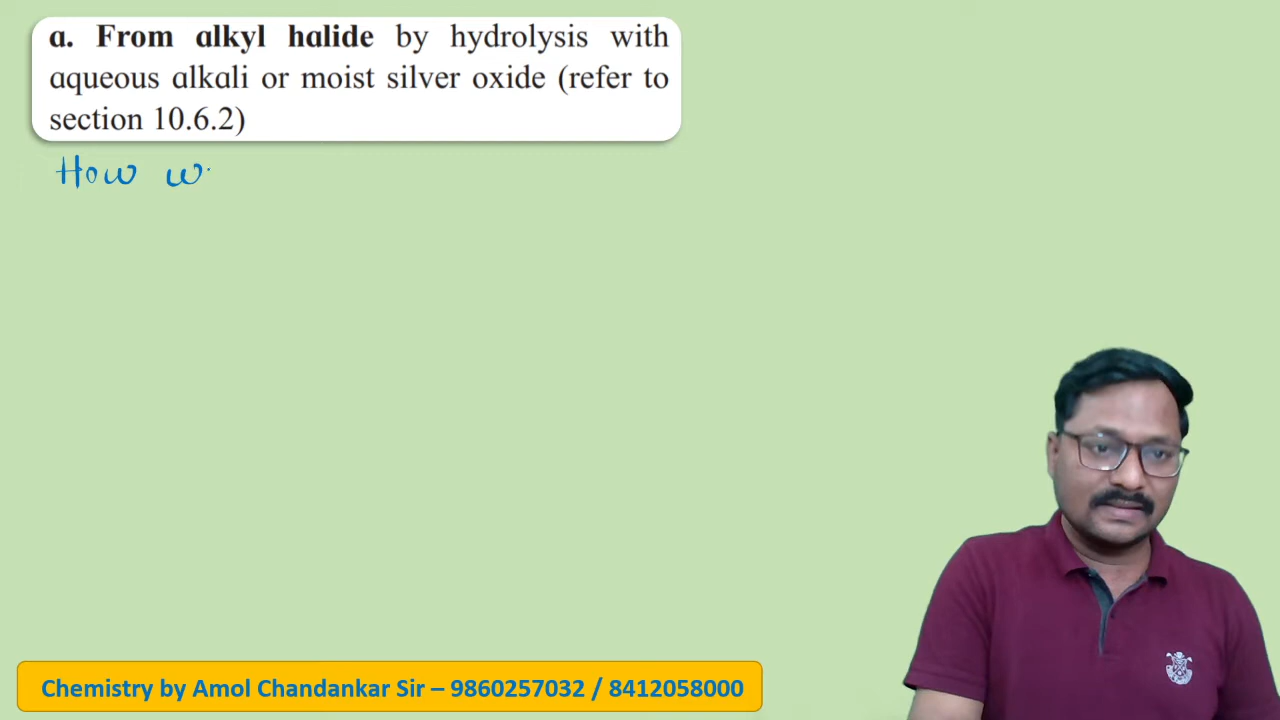 a. From alkyl halide by hydrolysis with
aqueous alkali or moist silver oxide (refer to
section 10.6.2)
How w
Chemistry by Amol Chandankar Sir – 9860257032 / 8412058000